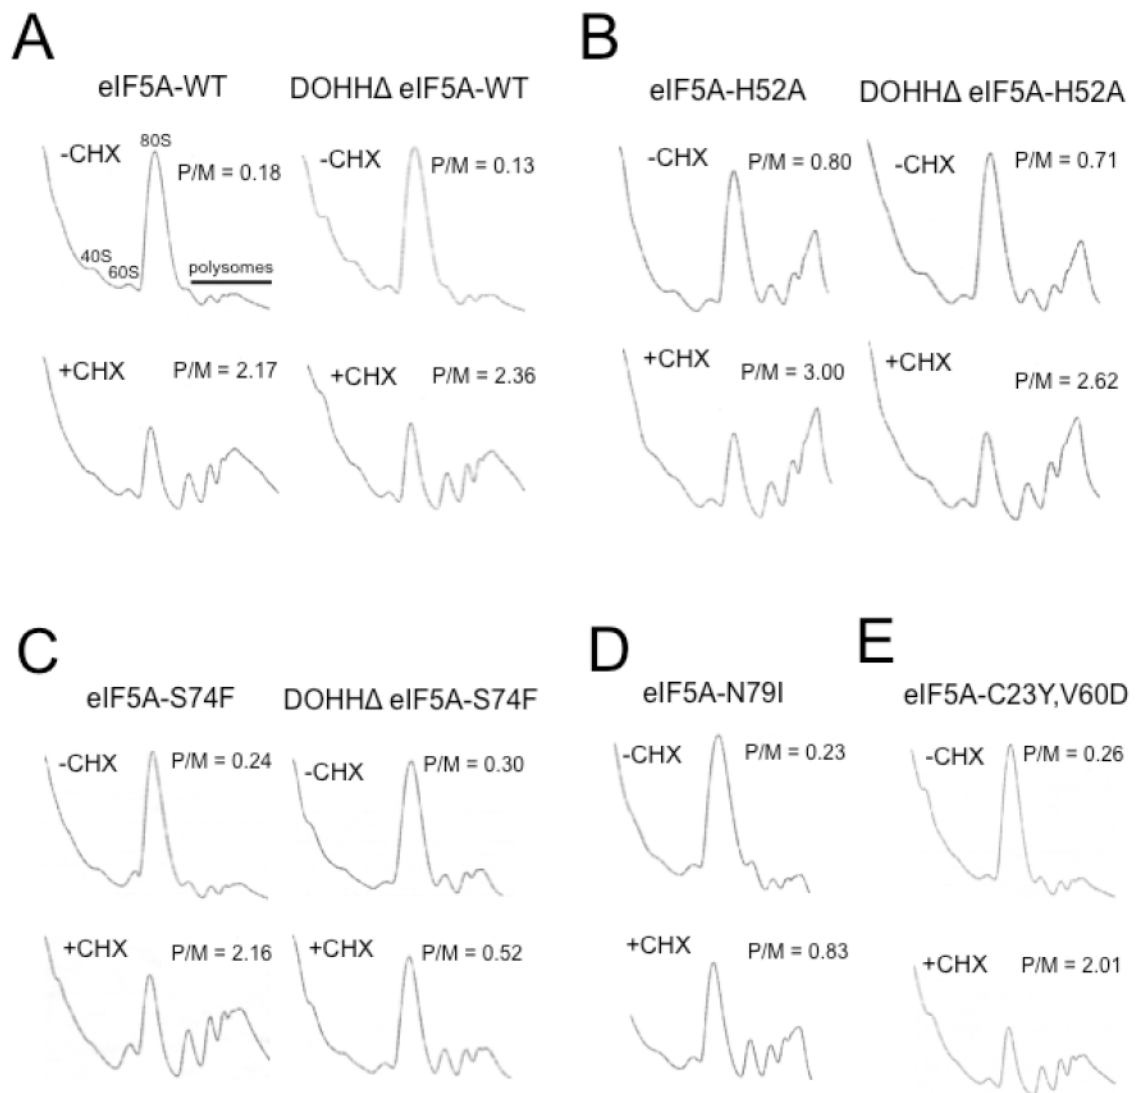 A
B
eIF5A-WT
DOHHΔ eIF5A-WT
eIF5A-H52A
DOHHΔ eIF5A-H52A
-CHX
80S
P/M = 0.18
40S
60S
polysomes
-CHX
P/M = 0.13
-CHX
P/M = 0.80
-CHX
P/M = 0.71
+CHX
P/M = 2.17
+CHX
P/M = 2.36
+CHX
P/M = 3.00
+CHX
P/M = 2.62
C
D
E
eIF5A-S74F
DOHHΔ eIF5A-S74F
eIF5A-N79I
eIF5A-C23Y,V60D
-CHX
P/M = 0.24
-CHX
P/M = 0.30
-CHX
P/M = 0.23
-CHX
P/M = 0.26
+CHX
P/M = 2.16
+CHX
P/M = 0.52
+CHX
P/M = 0.83
+CHX
P/M = 2.01